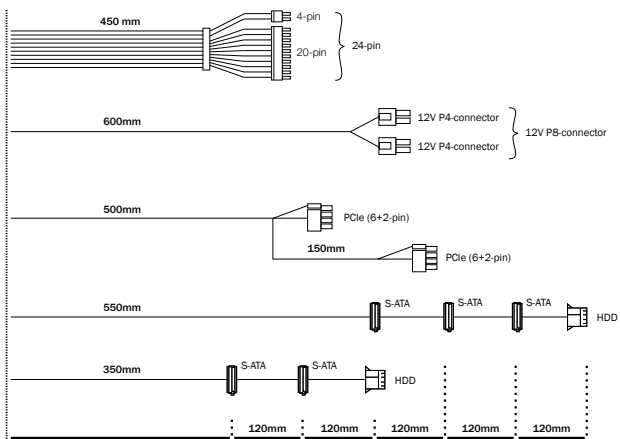 450 mm
4-pin
20-pin
24-pin
600mm
12V P4-connector
12V P4-connector
12V P8-connector
500mm
PCIe (6+2-pin)
150mm
PCIe (6+2-pin)
550mm
S-ATA
S-ATA
S-ATA
HDD
350mm
S-ATA
S-ATA
HDD
120mm
120mm
120mm
120mm
120mm